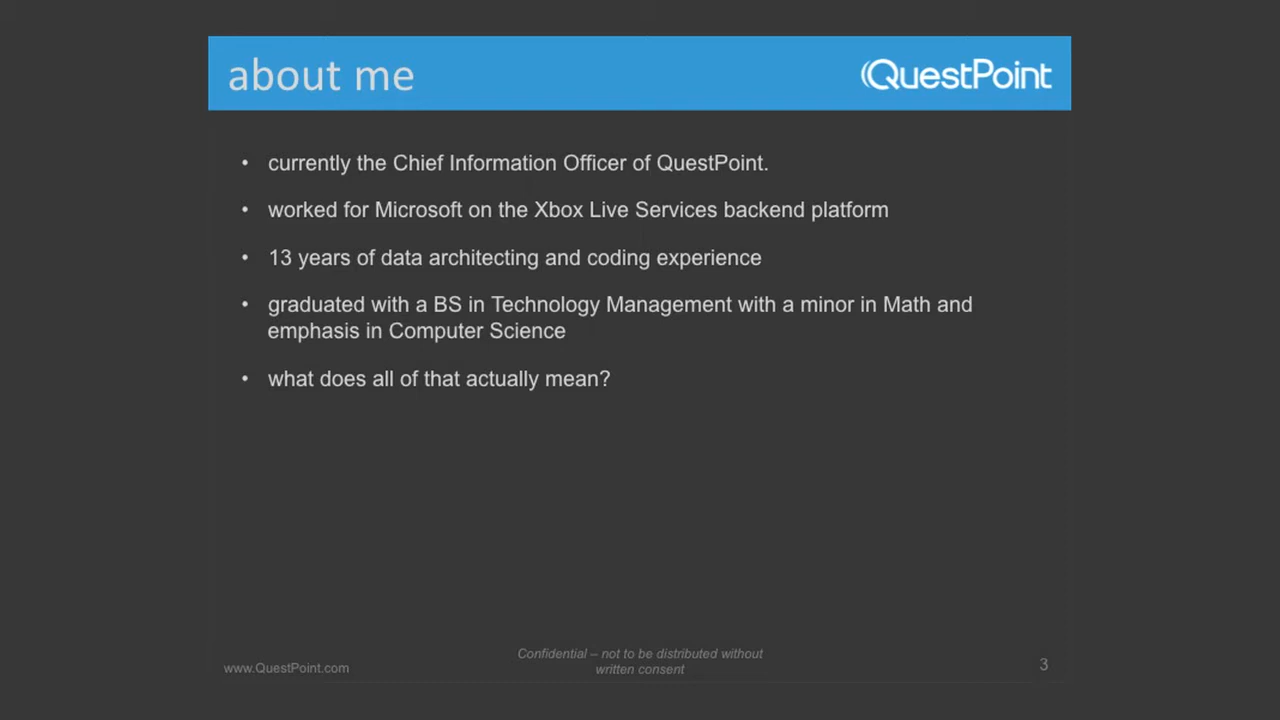 about me
QuestPoint
• currently the Chief Information Officer of QuestPoint.
• worked for Microsoft on the Xbox Live Services backend platform
• 13 years of data architecting and coding experience
• graduated with a BS in Technology Management with a minor in Math and
emphasis in Computer Science
• what does all of that actually mean?
www.QuestPoint.com
Confidential – not to be distributed without
written consent
3